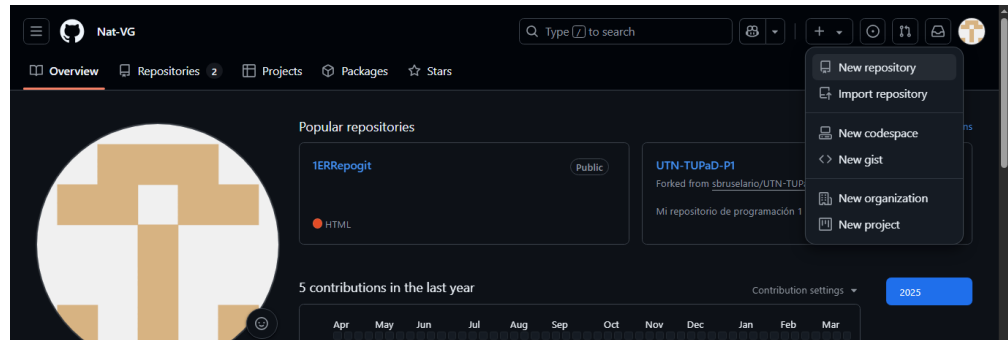 Nat-VG
Type / to search
Overview
Repositories 2
Projects
Packages
Stars
New repository
Import repository
New codespace
New gist
New organization
New project
Popular repositories
ns
1ERRepogit
Public
HTML
UTN-TUPaD-P1
Forked from sbruselario/UTN-TUP
Mi repositorio de programación 1
5 contributions in the last year
Contribution settings
2025
Apr May Jun Jul Aug Sep Oct Nov Dec Jan Feb Mar